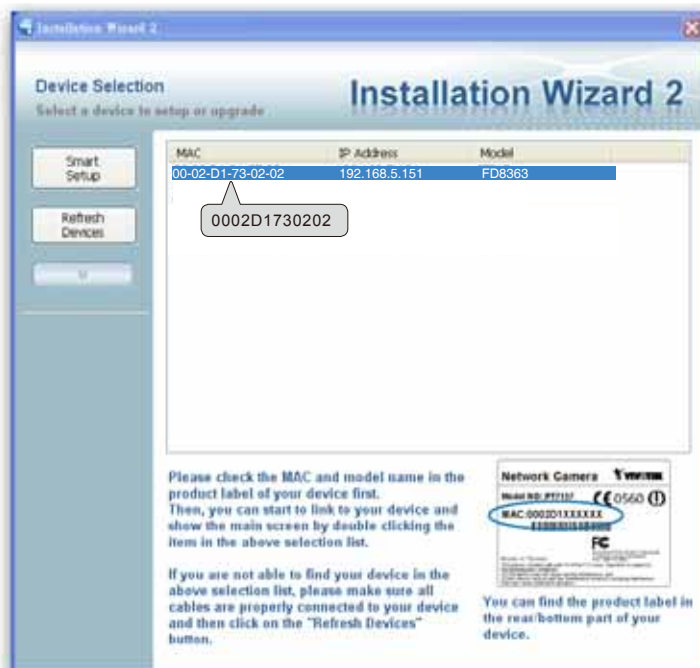 Installation Wizard 2
Device Selection
Select a device to setup or upgrade
Installation Wizard 2
Smart
Setup
Refresh
Devices
MAC IP Address Model
00-02-D1-73-02-02 192.168.5.151 FD8363
0002D1730202
Please check the MAC and model name in the
product label of your device first.
Then, you can start to link to your device and
show the main screen by double clicking the
item in the above selection list.
If you are not able to find your device in the
above selection list, please make sure all
cables are properly connected to your device
and then click on the "Refresh Devices"
button.
Network Camera VIVOTEK
Model NO: PT7137 CE0560
MAC:0002D1XXXXXX
FC
You can find the product label in
the rear/bottom part of your
device.